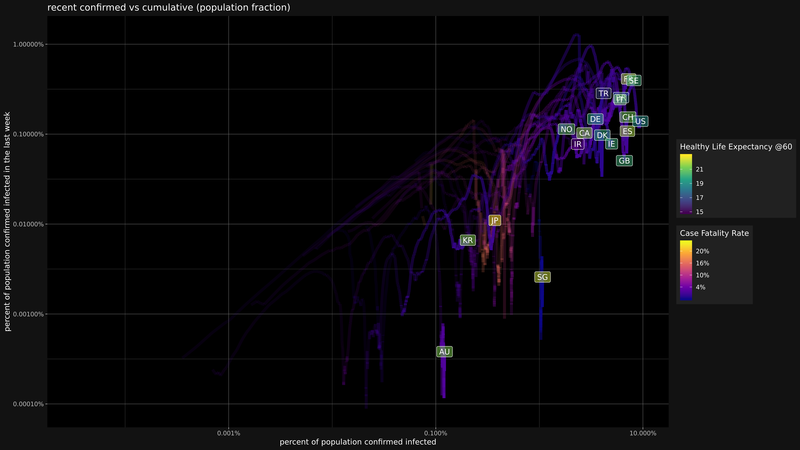 recent confirmed vs cumulative (population fraction)
percent of population confirmed infected in the last week
1.00000%
0.10000%
0.01000%
0.00100%
0.00010%
SE
TR
DE
CH
US
NO
CA
DK
ES
IR
IE
GB
JP
KR
SG
AU
0.001%
0.100%
10.000%
percent of population confirmed infected
Healthy Life Expectancy @60
21
19
17
15
Case Fatality Rate
20%
16%
10%
4%